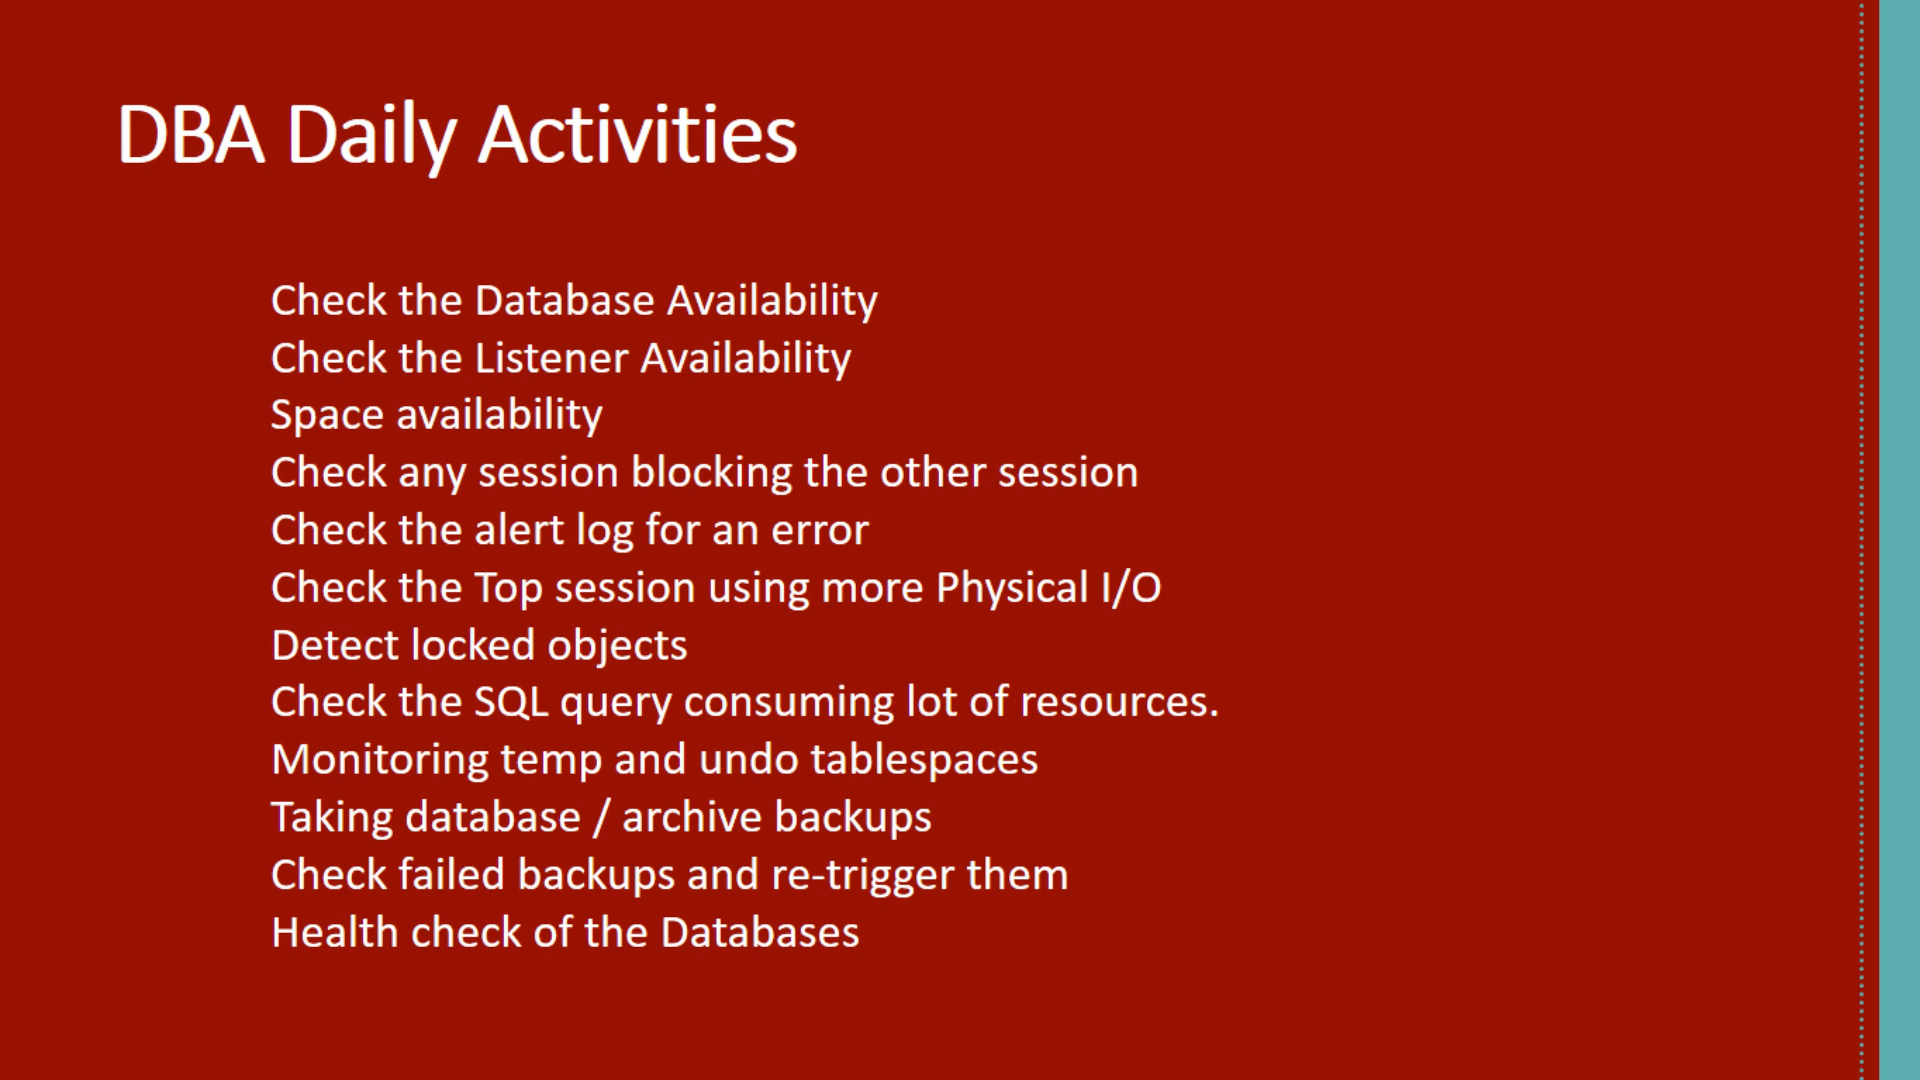 DBA Daily Activities
Check the Database Availability
Check the Listener Availability
Space availability
Check any session blocking the other session
Check the alert log for an error
Check the Top session using more Physical I/O
Detect locked objects
Check the SQL query consuming lot of resources.
Monitoring temp and undo tablespaces
Taking database / archive backups
Check failed backups and re-trigger them
Health check of the Databases